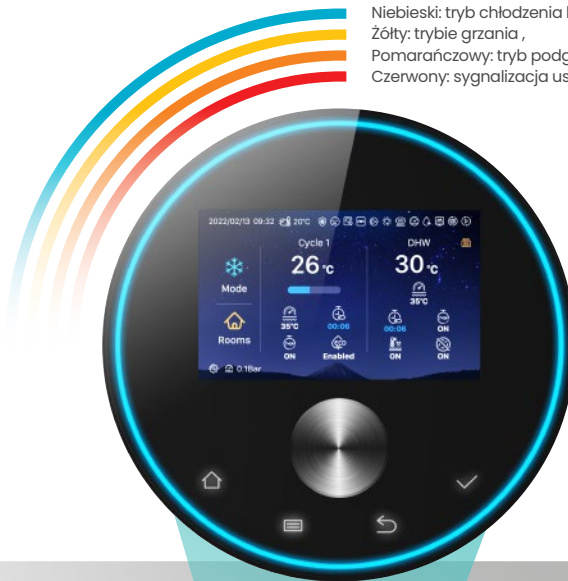 Niebieski: tryb chłodzenia
Żółty: trybie grzania ,
Pomarańczowy: tryb
Czerwony: sygnalizacja
2022/02/13 09:32 20°C
Cycle 1
DHW
26 °C
30 °C
Mode
35°C
35°C
00:06
00:06
ON
Rooms
ON
Enabled
ON
ON
0.1Bar